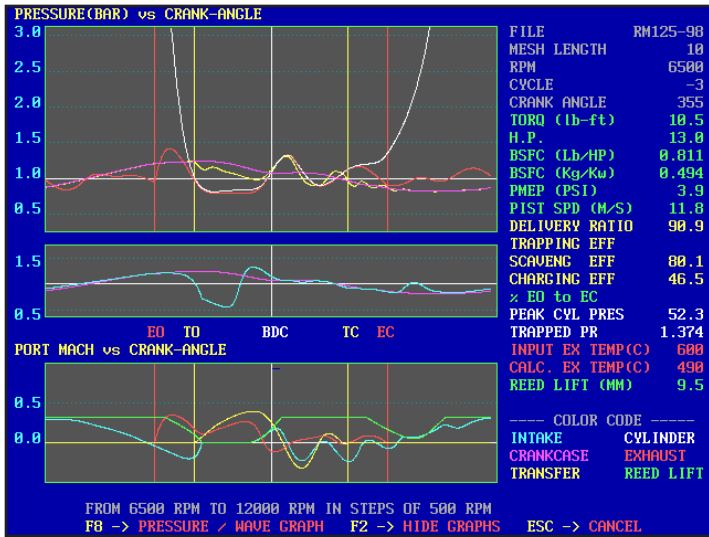 PRESSURE(BAR) vs CRANK-ANGLE
3.0
2.5
2.0
1.5
1.0
0.5
1.5
0.5
EO TO BDC TC EC
PORT MACH vs CRANK-ANGLE
0.5
0.0
FILE RM125-98
MESH LENGTH 10
RPM 6500
CYCLE -3
CRANK ANGLE 355
TORQ (lb-ft) 10.5
H.P. 13.0
BSFC (Lb/HP) 0.811
BSFC (Kg/Kw) 0.494
PMEP (PSI) 3.9
PIST SPD (M/S) 11.8
DELIVERY RATIO 90.9
TRAPPING EFF
SCAVENG EFF 80.1
CHARGING EFF 46.5
% EO to EC
PEAK CYL PRES 52.3
TRAPPED PR 1.374
INPUT EX TEMP(C) 600
CALC. EX TEMP(C) 490
REED LIFT (MM) 9.5
---- COLOR CODE -----
INTAKE CYLINDER
CRANKCASE EXHAUST
TRANSFER REED LIFT
FROM 6500 RPM TO 12000 RPM IN STEPS OF 500 RPM
F8 -> PRESSURE / WAVE GRAPH F2 -> HIDE GRAPHS ESC -> CANCEL